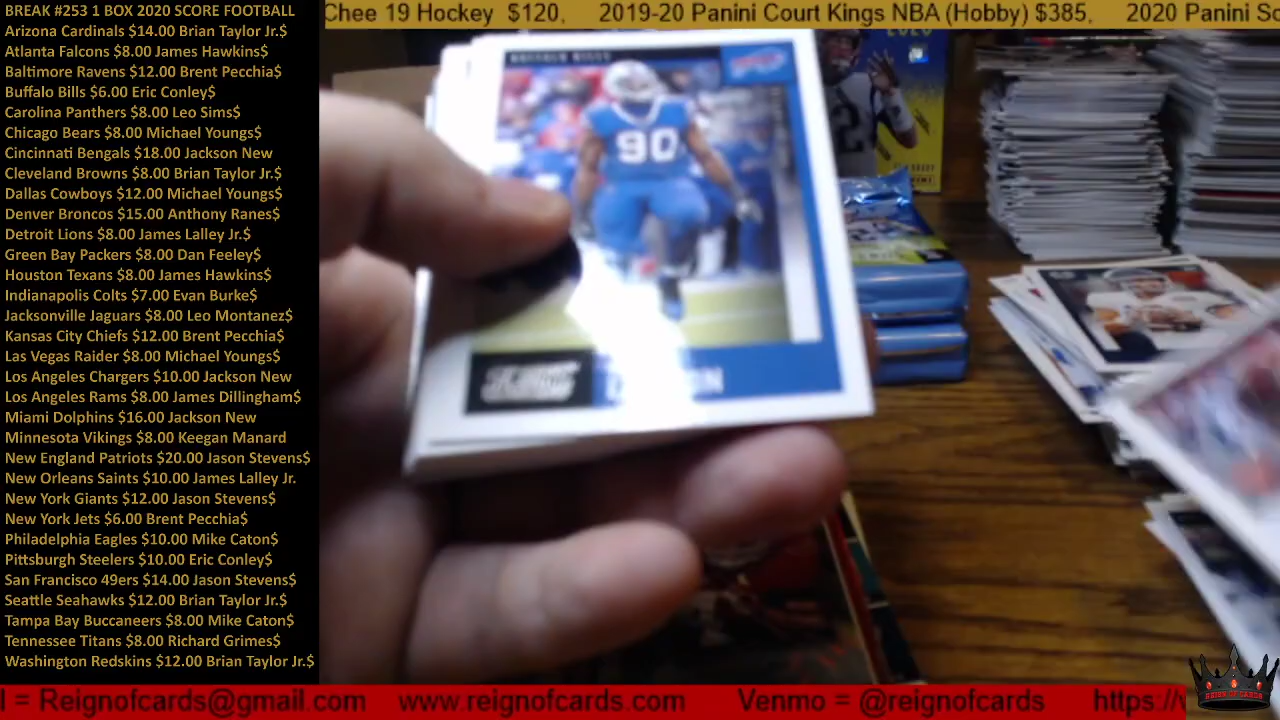 BREAK #253 1 BOX 2020 SCORE FOOTBALL
Arizona Cardinals $14.00 Brian Taylor Jr.$
Atlanta Falcons $8.00 James Hawkins$
Baltimore Ravens $12.00 Brent Pecchia$
Buffalo Bills $6.00 Eric Conley$
Carolina Panthers $8.00 Leo Sims$
Chicago Bears $8.00 Michael Youngs$
Cincinnati Bengals $18.00 Jackson New
Cleveland Browns $8.00 Brian Taylor Jr.$
Dallas Cowboys $12.00 Michael Youngs$
Denver Broncos $15.00 Anthony Ranes$
Detroit Lions $8.00 James Lalley Jr.$
Green Bay Packers $8.00 Dan Feeley$
Houston Texans $8.00 James Hawkins$
Indianapolis Colts $7.00 Evan Burke$
Jacksonville Jaguars $8.00 Leo Montanez$
Kansas City Chiefs $12.00 Brent Pecchia$
Las Vegas Raider $8.00 Michael Youngs$
Los Angeles Chargers $10.00 Jackson New
Los Angeles Rams $8.00 James Dillingham$
Miami Dolphins $16.00 Jackson New
Minnesota Vikings $8.00 Keegan Manard
New England Patriots $20.00 Jason Stevens$
New Orleans Saints $10.00 James Lalley Jr.
New York Giants $12.00 Jason Stevens$
New York Jets $6.00 Brent Pecchia$
Philadelphia Eagles $10.00 Mike Caton$
Pittsburgh Steelers $10.00 Eric Conley$
San Francisco 49ers $14.00 Jason Stevens$
Seattle Seahawks $12.00 Brian Taylor Jr.$
Tampa Bay Buccaneers $8.00 Mike Caton$
Tennessee Titans $8.00 Richard Grimes$
Washington Redskins $12.00 Brian Taylor Jr.$
Chee 19 Hockey $120, 2019-20 Panini Court Kings NBA (Hobby) $385, 2020 Panini Sc
BUFFALO BILLS
90
SCORE
2020
l = Reignofcards@gmail.com www.reignofcards.com Venmo = @reignofcards https://
REIGN OF CARDS